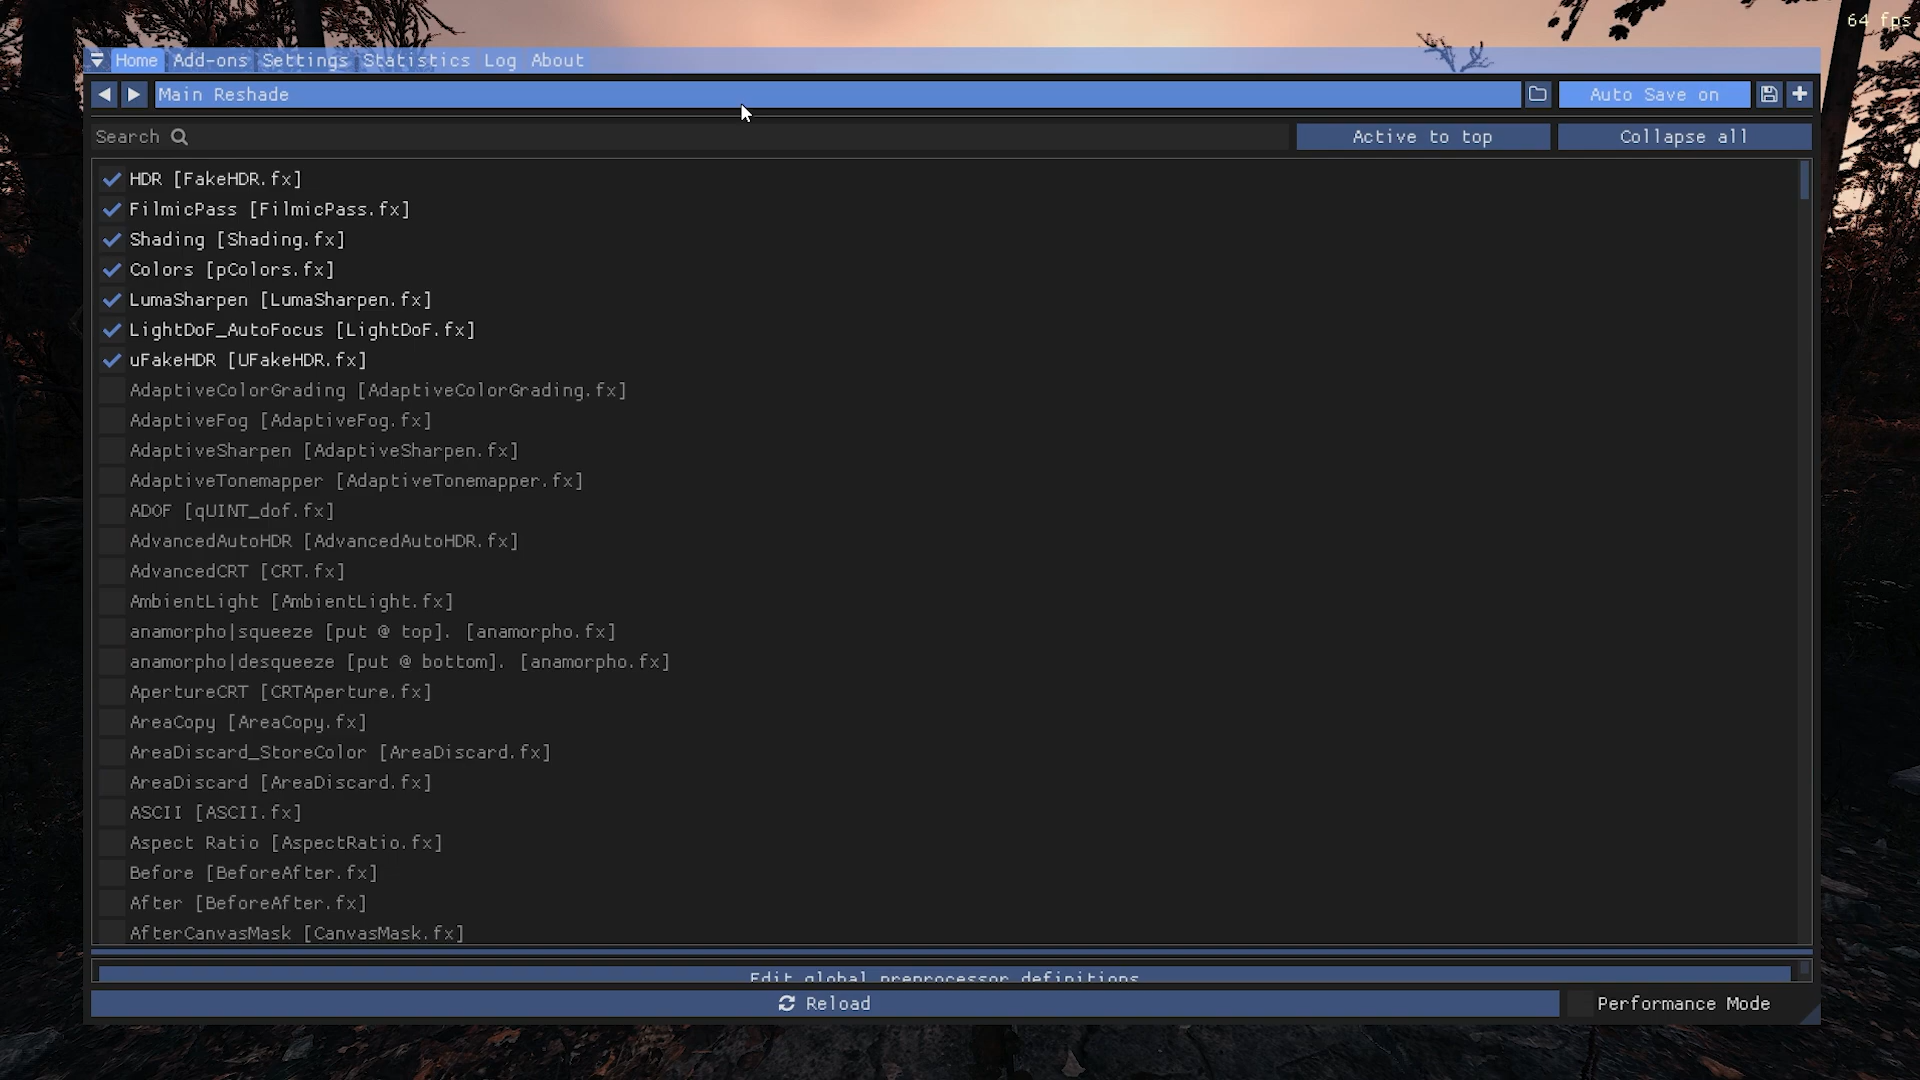 64 fps
Home Add-ons Settings Statistics Log About
Main Reshade
Auto Save on
Search
Active to top
Collapse all
HDR [FakeHDR.fx]
FilmicPass [FilmicPass.fx]
Shading [Shading.fx]
Colors [pColors.fx]
LumaSharpen [LumaSharpen.fx]
LightDoF_AutoFocus [LightDoF.fx]
uFakeHDR [UFakeHDR.fx]
AdaptiveColorGrading [AdaptiveColorGrading.fx]
AdaptiveFog [AdaptiveFog.fx]
AdaptiveSharpen [AdaptiveSharpen.fx]
AdaptiveTonemapper [AdaptiveTonemapper.fx]
ADOF [qUINT_dof.fx]
AdvancedAutoHDR [AdvancedAutoHDR.fx]
AdvancedCRT [CRT.fx]
AmbientLight [AmbientLight.fx]
anamorpho|squeeze [put @ top]. [anamorpho.fx]
anamorpho|desqueeze [put @ bottom]. [anamorpho.fx]
ApertureCRT [CRTAperture.fx]
AreaCopy [AreaCopy.fx]
AreaDiscard_StoreColor [AreaDiscard.fx]
AreaDiscard [AreaDiscard.fx]
ASCII [ASCII.fx]
Aspect Ratio [AspectRatio.fx]
Before [BeforeAfter.fx]
After [BeforeAfter.fx]
AfterCanvasMask [CanvasMask.fx]
Edit global preprocessor definitions
Reload
Performance Mode